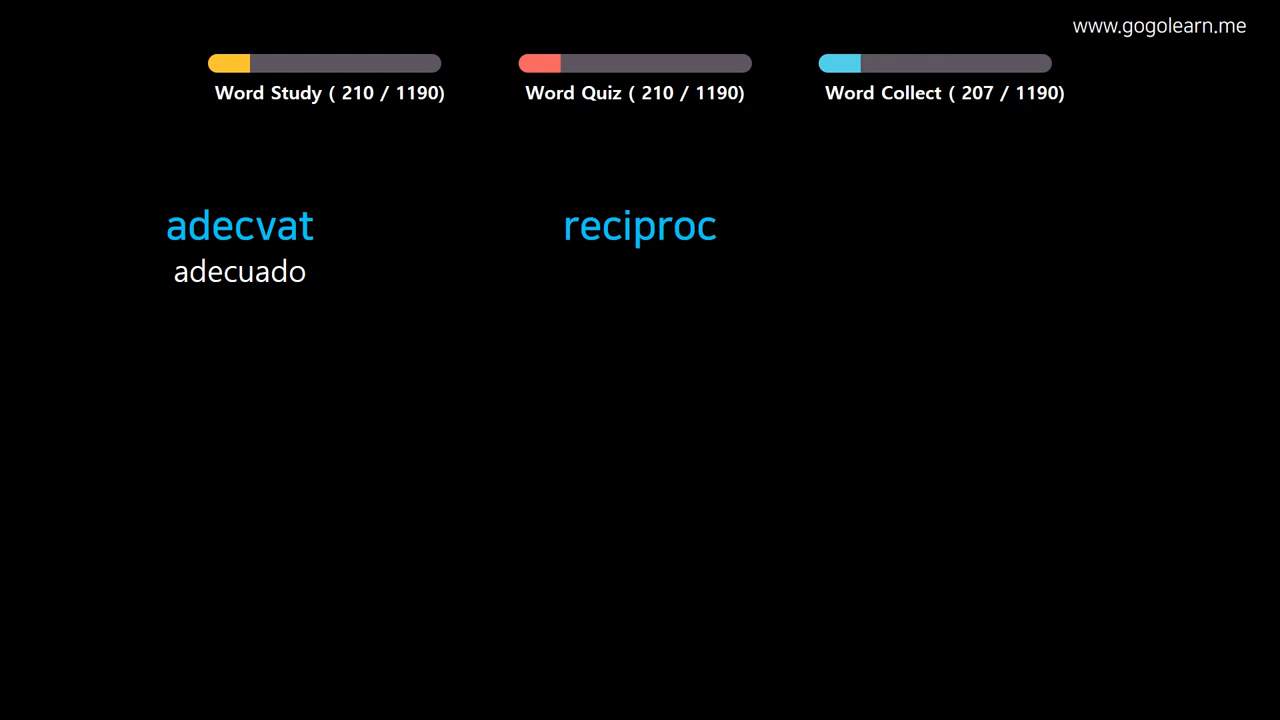 www.gogolearn.me
Word Study ( 210 / 1190)
Word Quiz ( 210 / 1190)
Word Collect ( 207 / 1190)
adecvat
reciproc
adecuado